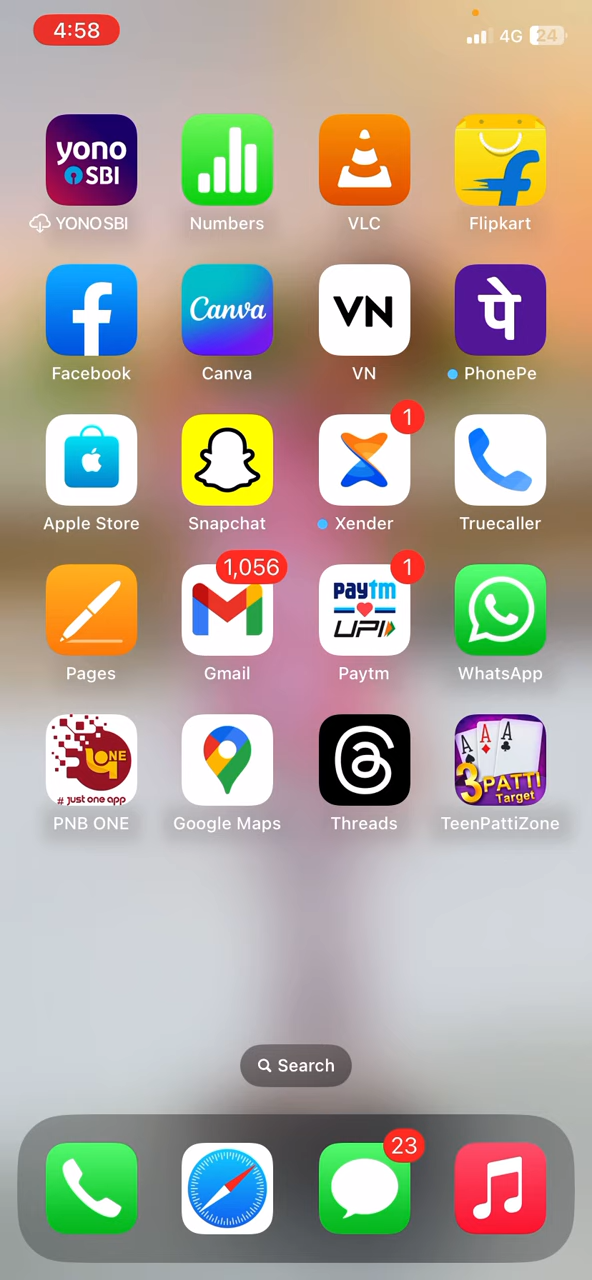 4:58
4G 24
yono
SBI
YONO SBI
Numbers
VLC
Flipkart
Facebook
Canva
Canva
VN
VN
पे
PhonePe
Apple Store
Snapchat
1
Xender
Truecaller
Pages
1,056
Gmail
1
paytm
UPI
Paytm
WhatsApp
ONE
# Just one app
PNB ONE
Google Maps
Threads
A A A
3 PATTI
Target
TeenPattiZone
Search
23